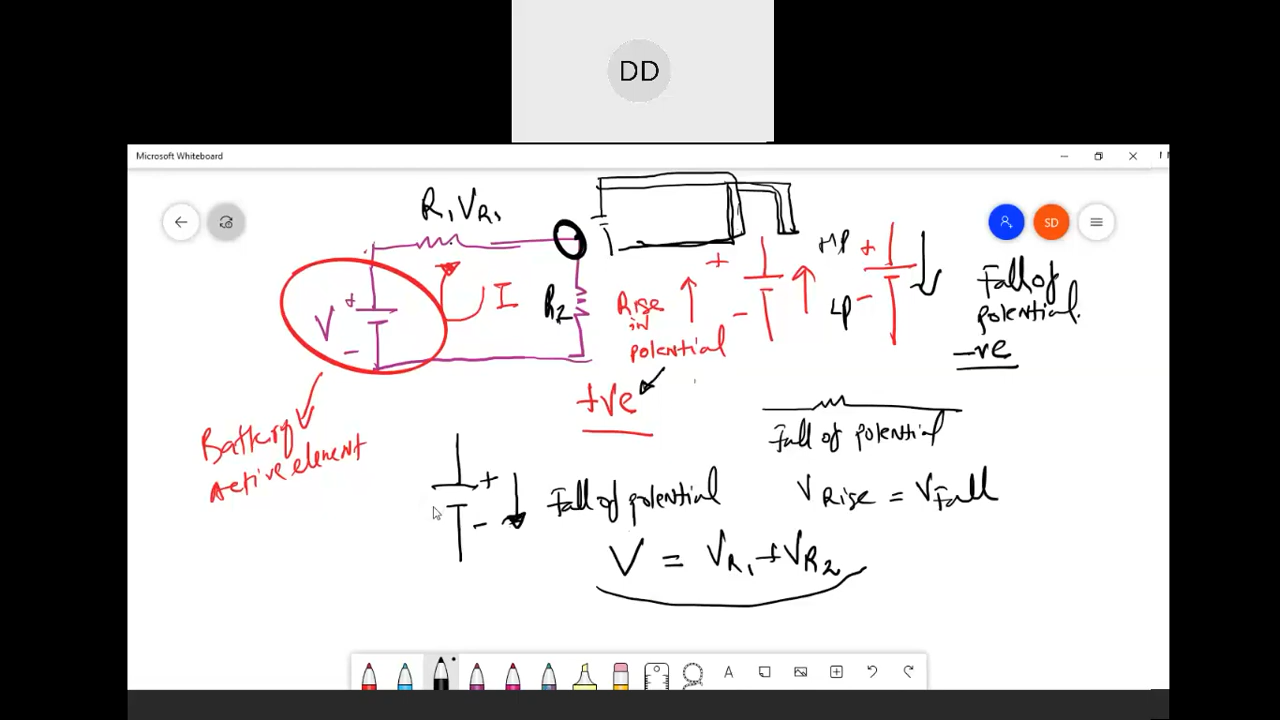 DD
Microsoft Whiteboard
R1 VR1
+
V
-
I
R2
Rise
in
potential
+
-
+ve
HP
LP
+
-
Fall of
potential.
-ve
SD
Battery
Active element
Fall of potential
+
-
Fall of potential
V Rise = V Fall
V = VR1 + VR2
A